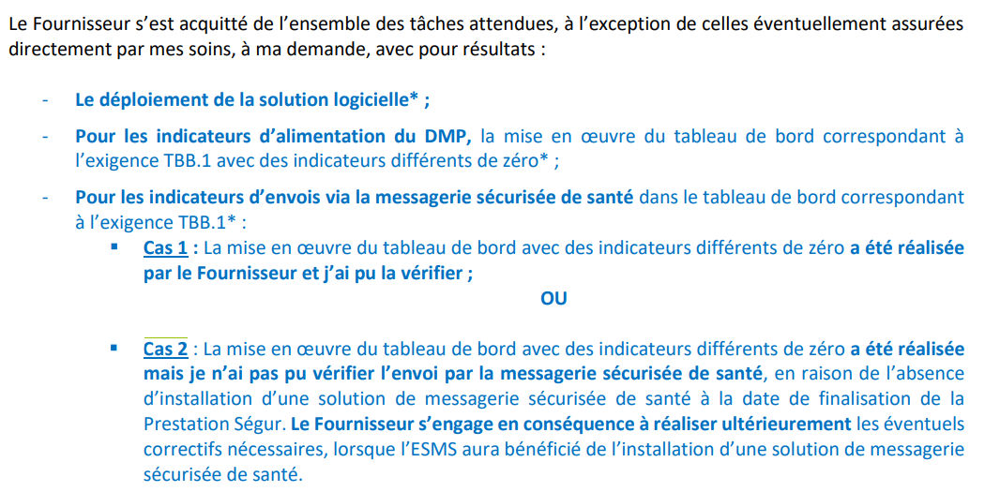 Le Fournisseur s’est acquitté de l’ensemble des tâches attendues, à l’exception de celles éventuellement assurées
directement par mes soins, à ma demande, avec pour résultats :
- Le déploiement de la solution logicielle* ;
- Pour les indicateurs d’alimentation du DMP, la mise en œuvre du tableau de bord correspondant à
l’exigence TBB.1 avec des indicateurs différents de zéro* ;
- Pour les indicateurs d’envois via la messagerie sécurisée de santé dans le tableau de bord correspondant
à l’exigence TBB.1* :
▪ Cas 1 : La mise en œuvre du tableau de bord avec des indicateurs différents de zéro a été réalisée
par le Fournisseur et j’ai pu la vérifier ;
OU
▪ Cas 2 : La mise en œuvre du tableau de bord avec des indicateurs différents de zéro a été réalisée
mais je n’ai pas pu vérifier l’envoi par la messagerie sécurisée de santé, en raison de l’absence
d’installation d’une solution de messagerie sécurisée de santé à la date de finalisation de la
Prestation Ségur. Le Fournisseur s’engage en conséquence à réaliser ultérieurement les éventuels
correctifs nécessaires, lorsque l’ESMS aura bénéficié de l’installation d’une solution de messagerie
sécurisée de santé.